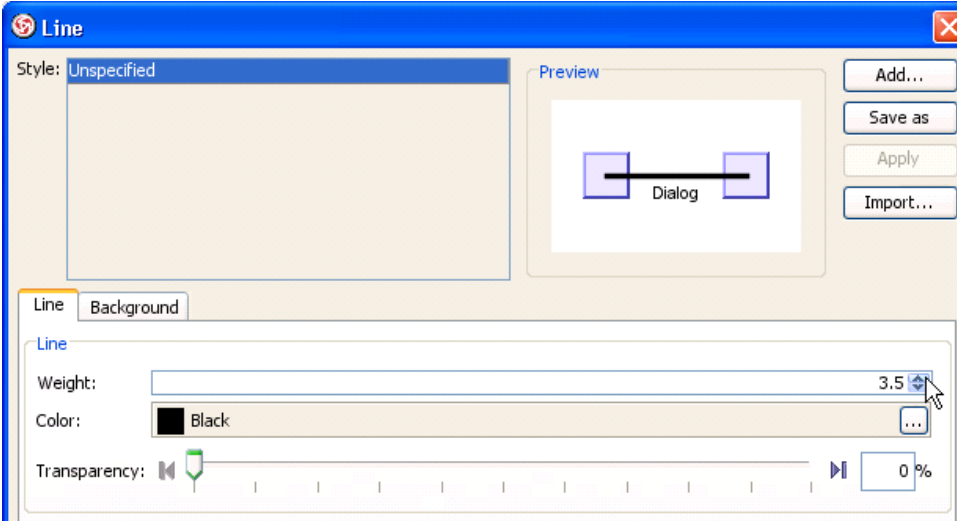 Line
Style: Unspecified
Preview
Dialog
Add...
Save as
Apply
Import...
Line
Background
Line
Weight: 3.5
Color: Black ...
Transparency: 0 %